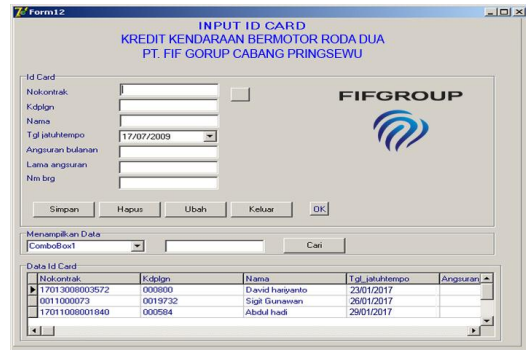 Form12
INPUT ID CARD
KREDIT KENDARAAN BERMOTOR RODA DUA
PT. FIF GORUP CABANG PRINGSEWU
Id Card
Nokontrak
Kdplgn
Nama
Tgl jatuhtempo 17/07/2009
Angsuran bulanan
Lama angsuran
Nm brg
FIFGROUP
Simpan Hapus Ubah Keluar OK
Menampilkan Data
ComboBox1 Cari
Data Id Card
Nokontrak Kdplgn Nama Tgl_jatuhtempo Angsuran
17013008003572 000800 David hariyanto 23/01/2017
0011000073 0019732 Sigit Gunawan 26/01/2017
17011008001840 000584 Abdul hadi 29/01/2017